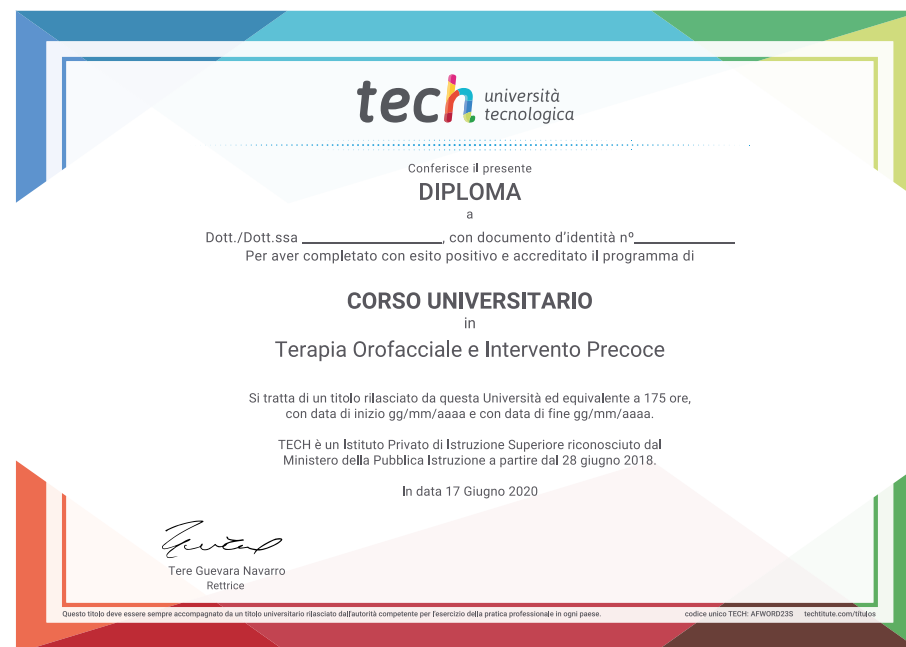 tech università
tecnologica
Conferisce il presente
DIPLOMA
a
Dott./Dott.ssa ____________________, con documento d'identità nº______________
Per aver completato con esito positivo e accreditato il programma di
CORSO UNIVERSITARIO
in
Terapia Orofacciale e Intervento Precoce
Si tratta di un titolo rilasciato da questa Università ed equivalente a 175 ore,
con data di inizio gg/mm/aaaa e con data di fine gg/mm/aaaa.
TECH è un Istituto Privato di Istruzione Superiore riconosciuto dal
Ministero della Pubblica Istruzione a partire dal 28 giugno 2018.
In data 17 Giugno 2020
Tere Guevara Navarro
Rettrice
Questo titolo deve essere sempre accompagnato da un titolo universitario rilasciato dall'autorità competente per l'esercizio della pratica professionale in ogni paese. codice unico TECH: AFWORD23S techtitute.com/títulos